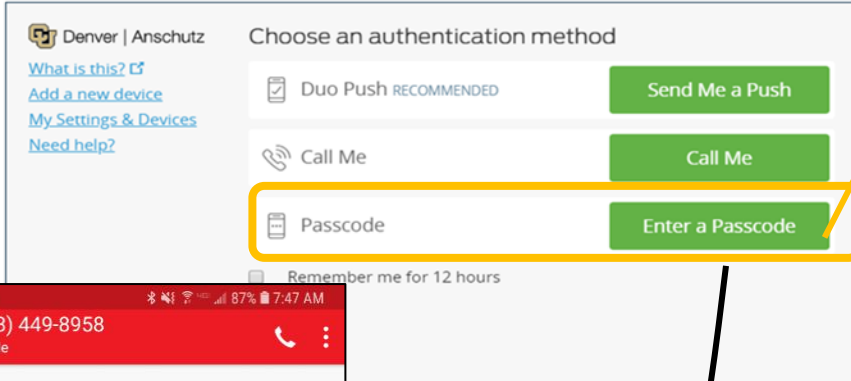 Denver | Anschutz
What is this?
Add a new device
My Settings & Devices
Need help?
Choose an authentication method
Duo Push RECOMMENDED
Send Me a Push
Call Me
Call Me
Passcode
Enter a Passcode
Remember me for 12 hours
87% 7:47 AM
) 449-8958